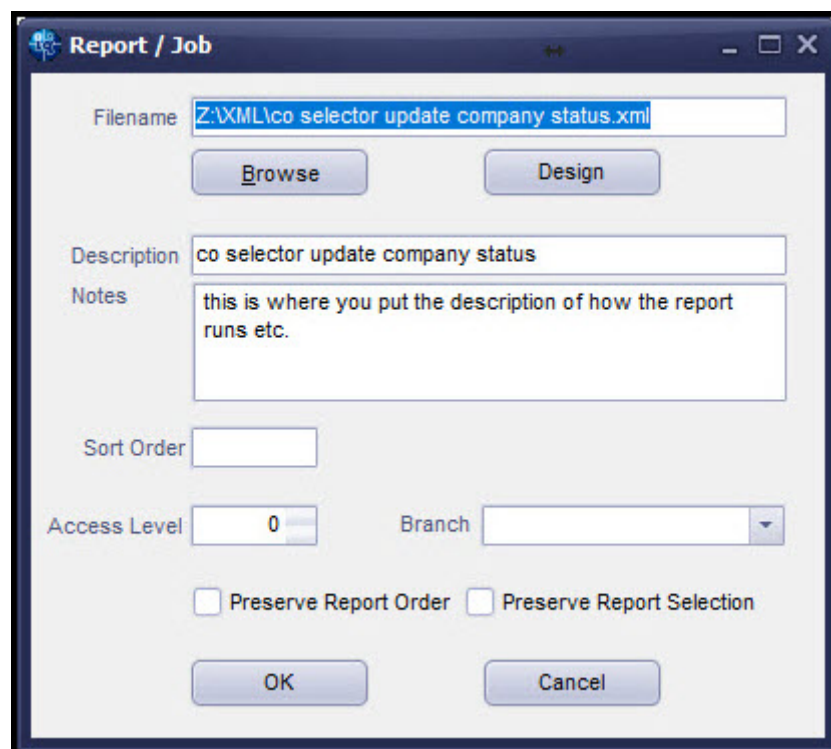 Report / Job
Filename Z:\XML\co selector update company status.xml
Browse Design
Description co selector update company status
Notes this is where you put the description of how the report
runs etc.
Sort Order
Access Level 0 Branch
Preserve Report Order Preserve Report Selection
OK Cancel